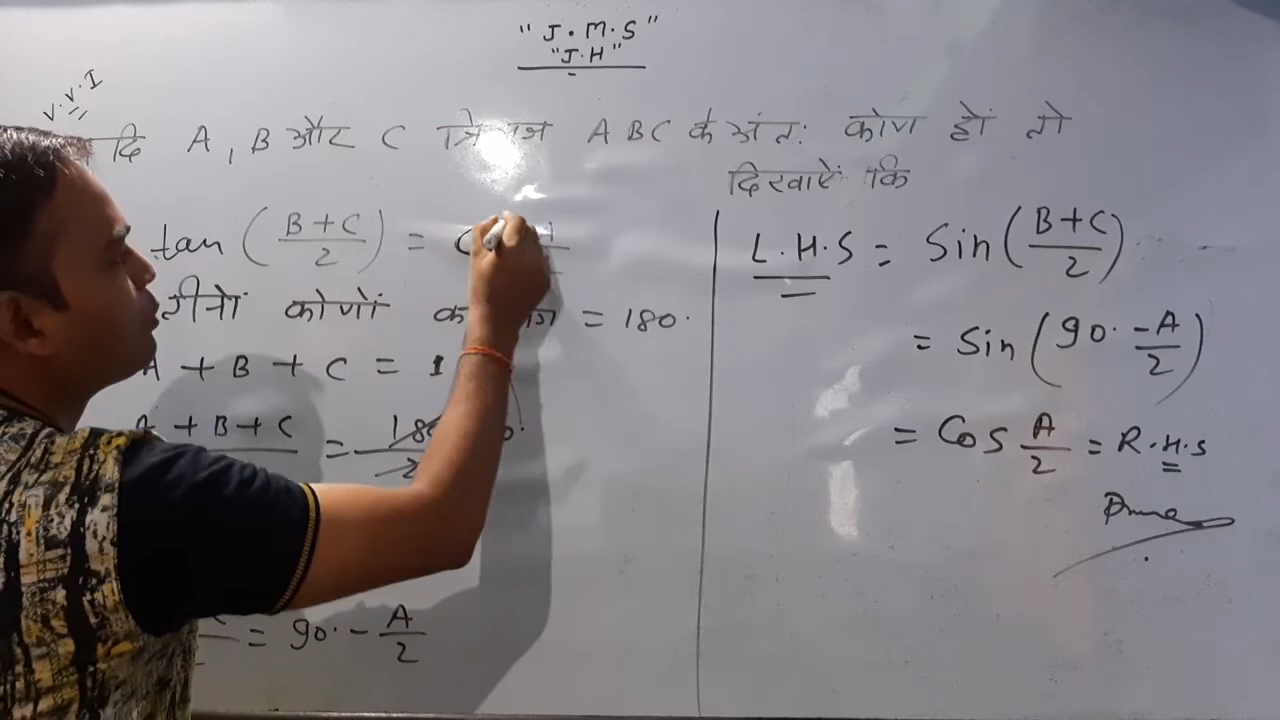 "J.M.S"
"J.H"
V.V.I
A, B और C ABC के अंत: कोण हों तो
दिखाऐं कि
tan (B+C/2) =
तीनों कोणों = 180°
A + B + C =
A + B + C / =
= 90° - A/2
L.H.S = Sin (B+C/2)
= Sin (90° - A/2)
= Cos A/2 = R.H.S